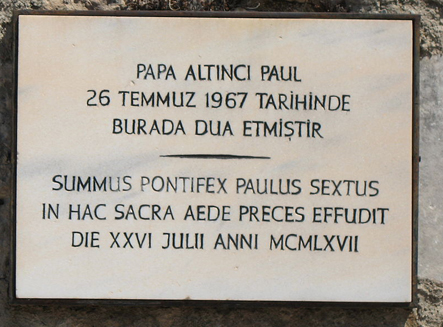 PAPA ALTINCI PAUL
26 TEMMUZ 1967 TARİHİNDE
BURADA DUA ETMİŞTİR
SUMMUS PONTIFEX PAULUS SEXTUS
IN HAC SACRA AEDE PRECES EFFUDIT
DIE XXVI JULII ANNI MCMLXVII